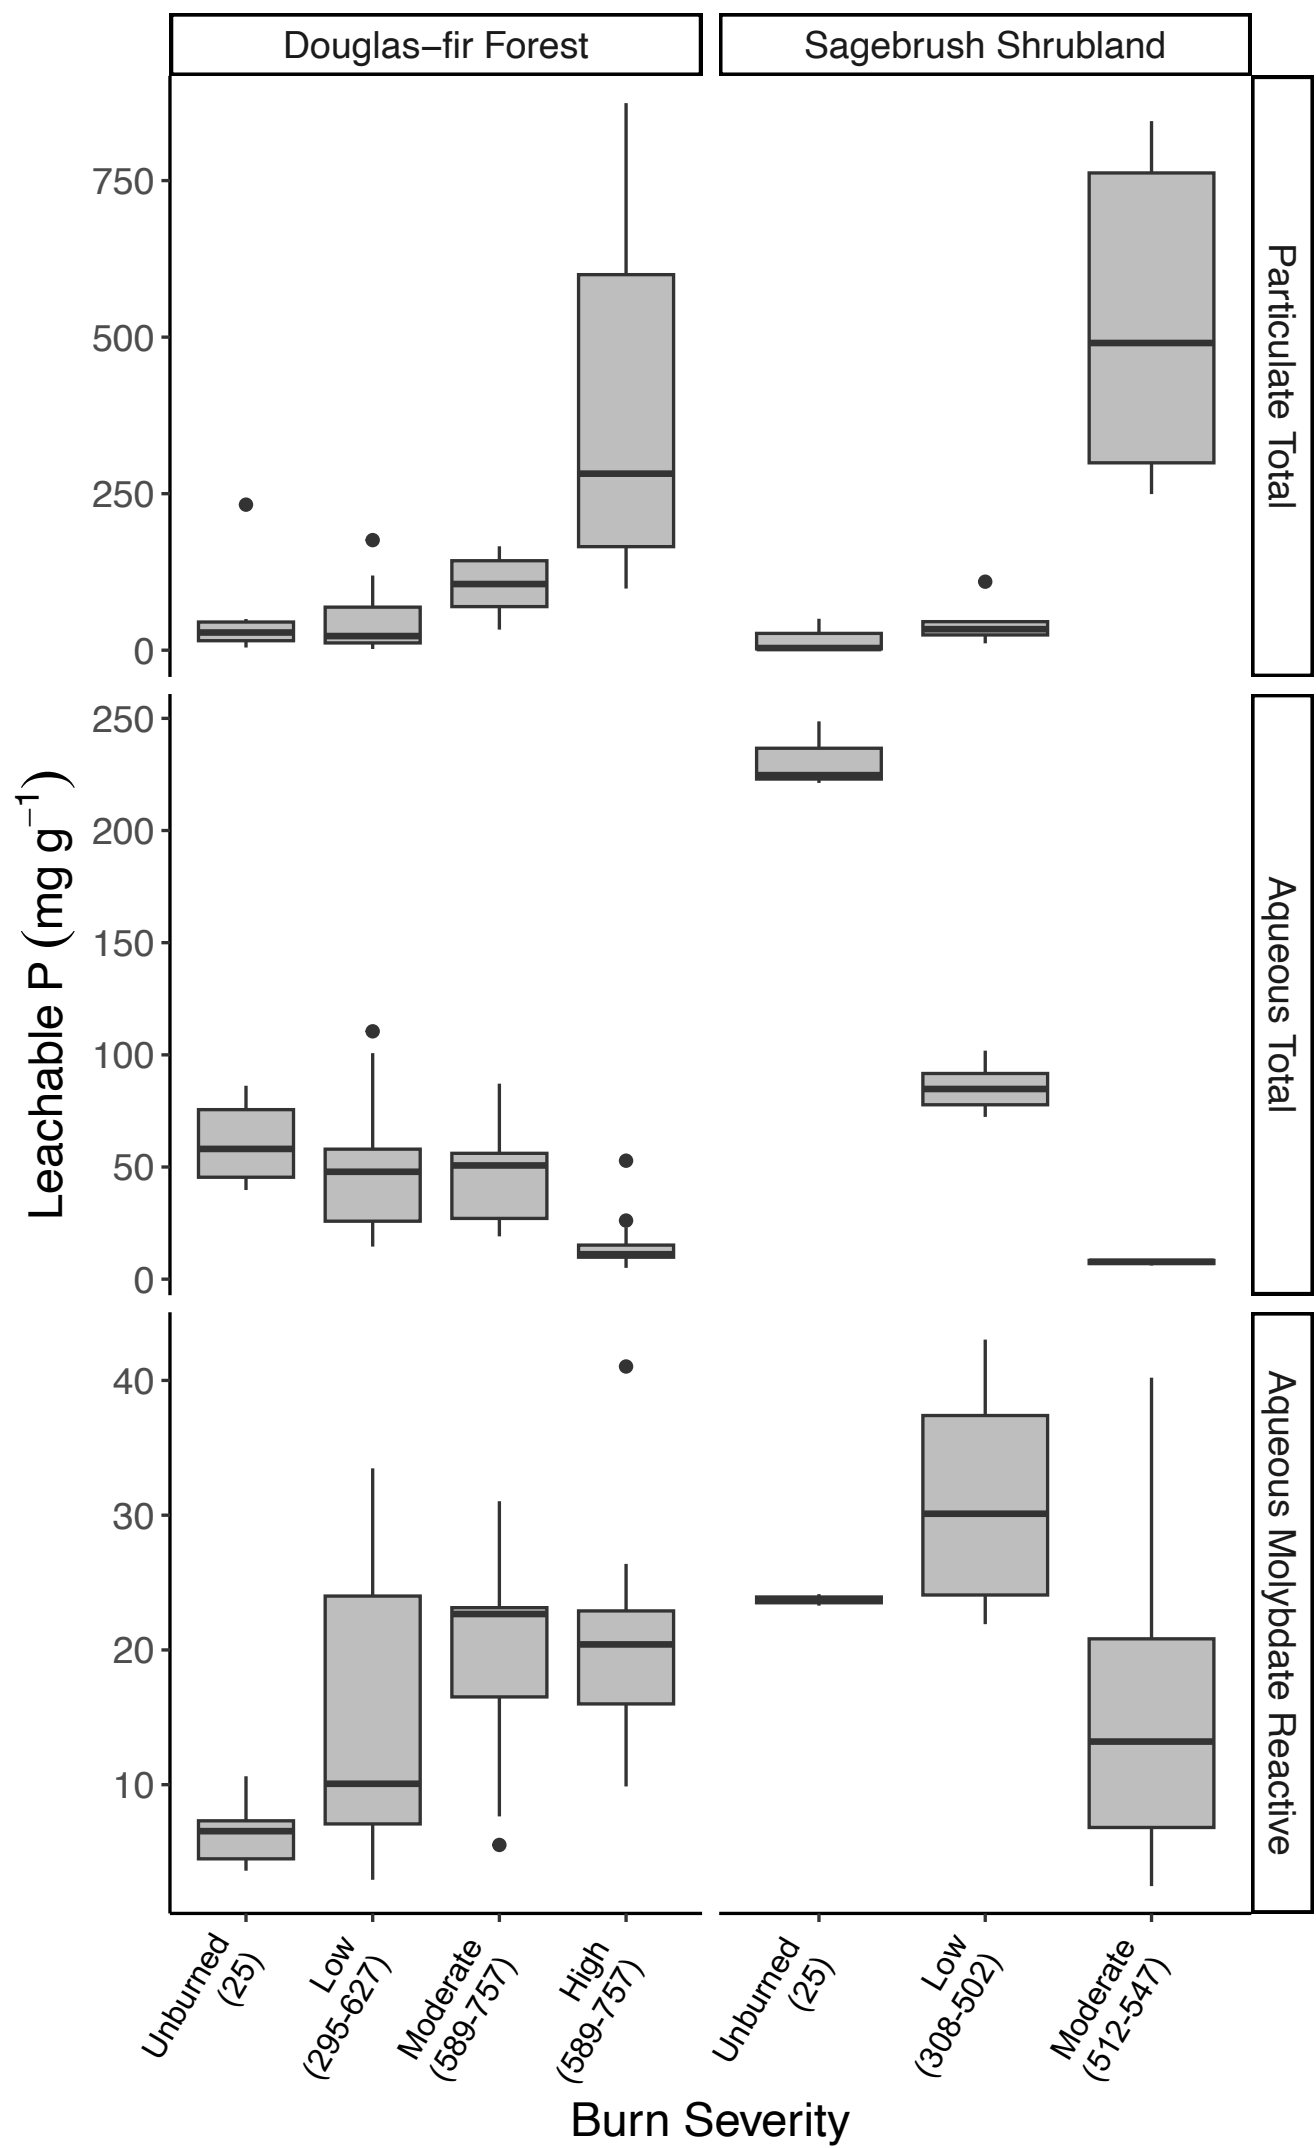 Douglas–fir Forest
Sagebrush Shrubland
Leachable P (mg g⁻¹)
750
500
250
0
Particulate Total
250
200
150
100
50
0
Aqueous Total
40
30
20
10
Aqueous Molybdate Reactive
Unburned
(25)
Low
(295-627)
Moderate
(589-757)
High
(589-757)
Unburned
(25)
Low
(308-502)
Moderate
(512-547)
Burn Severity